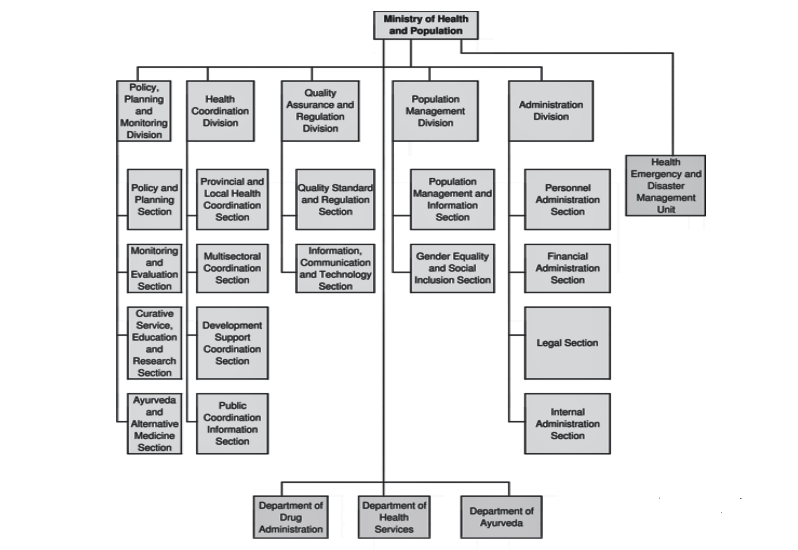 Ministry of Health
and Population
Policy,
Planning
and
Monitoring
Division
Health
Coordination
Division
Quality
Assurance and
Regulation
Division
Population
Management
Division
Administration
Division
Health
Emergency and
Disaster
Management
Unit
Policy and
Planning
Section
Provincial and
Local Health
Coordination
Section
Quality Standard
and Regulation
Section
Population
Management and
Information
Section
Personnel
Administration
Section
Monitoring
and
Evaluation
Section
Multisectoral
Coordination
Section
Information,
Communication
and Technology
Section
Gender Equality
and Social
Inclusion Section
Financial
Administration
Section
Curative
Service,
Education
and
Research
Section
Development
Support
Coordination
Section
Legal Section
Ayurveda
and
Alternative
Medicine
Section
Public
Coordination
Information
Section
Internal
Administration
Section
Department of
Drug
Administration
Department of
Health
Services
Department of
Ayurveda